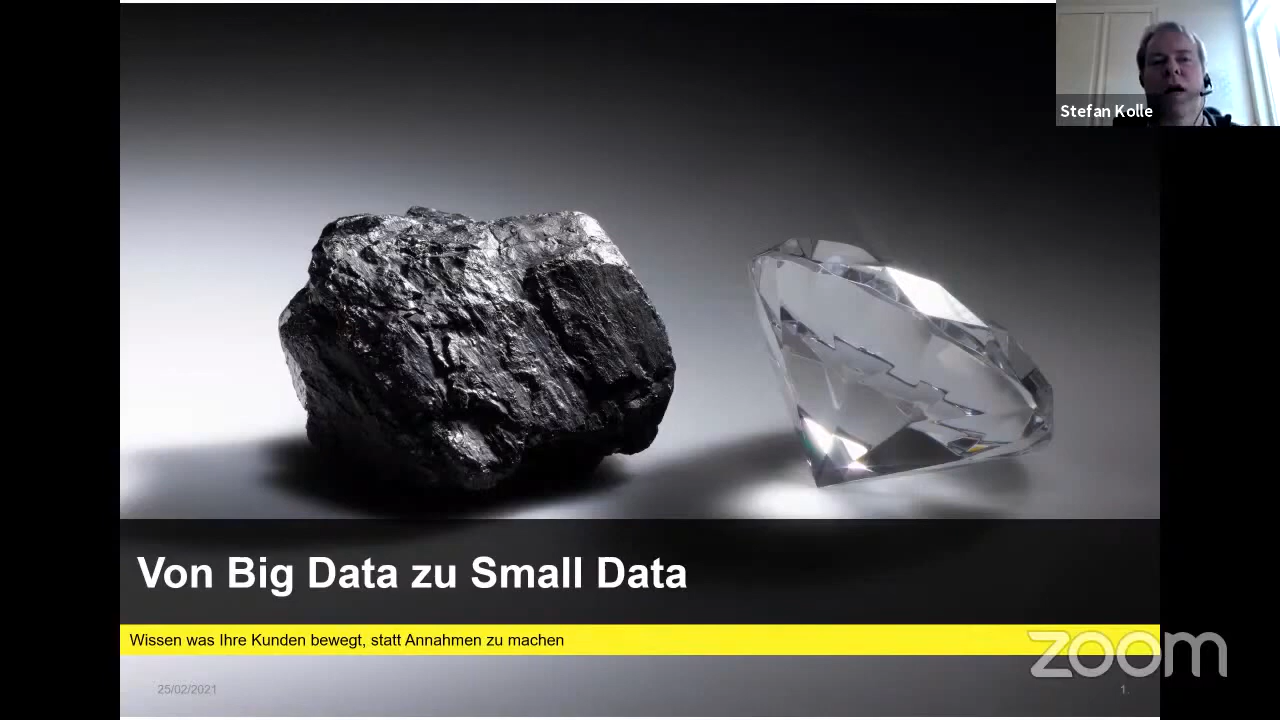 Stefan Kolle
Von Big Data zu Small Data
Wissen was Ihre Kunden bewegt, statt Annahmen zu machen
zoom
25/02/2021
1.